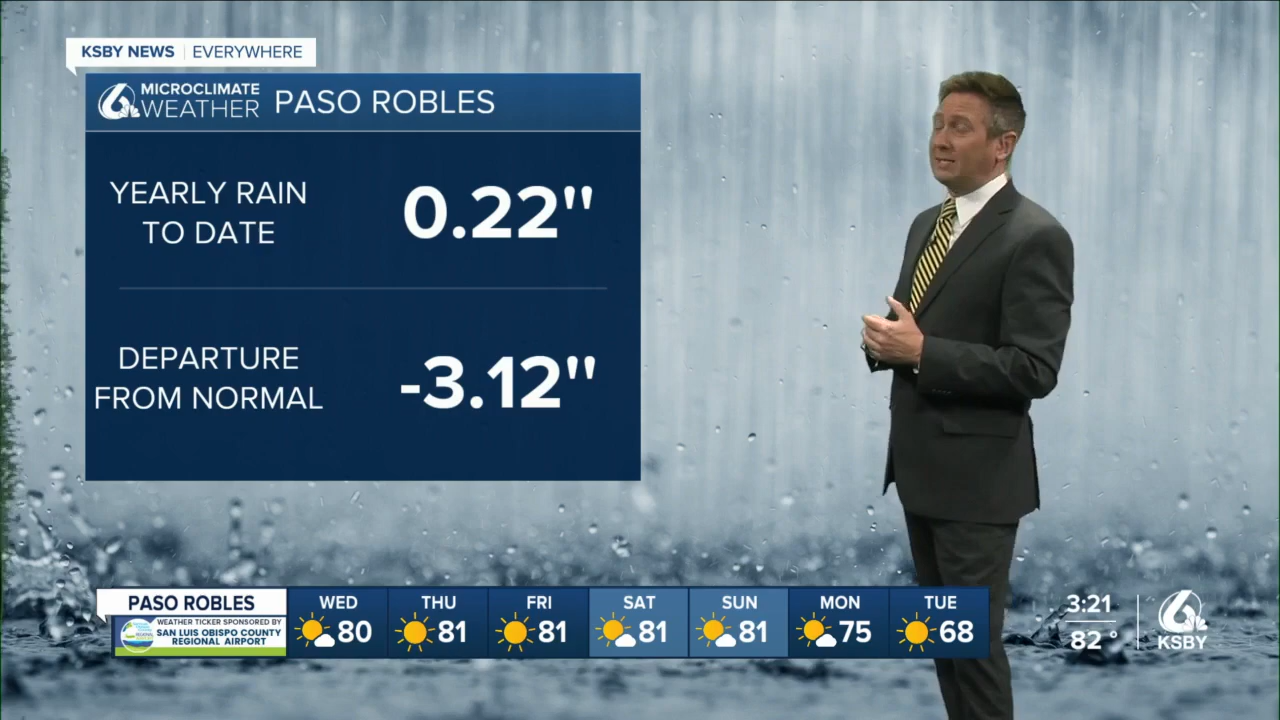 KSBY NEWS | EVERYWHERE
6 MICROCLIMATE
WEATHER
PASO ROBLES
YEARLY RAIN
TO DATE
0.22"
DEPARTURE
FROM NORMAL
-3.12"
PASO ROBLES
WEATHER TICKER SPONSORED BY
SAN LUIS OBISPO COUNTY
REGIONAL AIRPORT
WED
80
THU
81
FRI
81
SAT
81
SUN
81
MON
75
TUE
68
3:21
82 °
6
KSBY